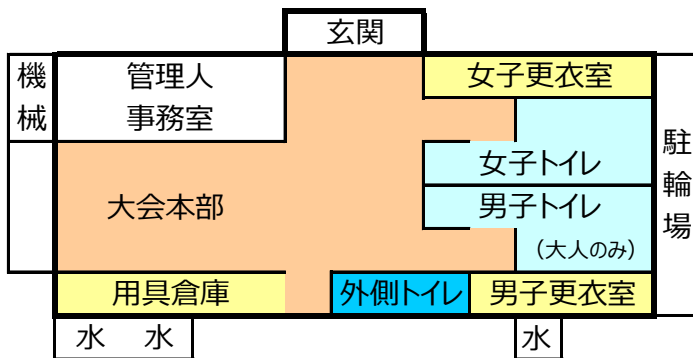 玄関
機械
管理人
事務室
女子更衣室
女子トイレ
大会本部
男子トイレ
（大人のみ）
駐輪場
用具倉庫
外側トイレ
男子更衣室
水 水
水